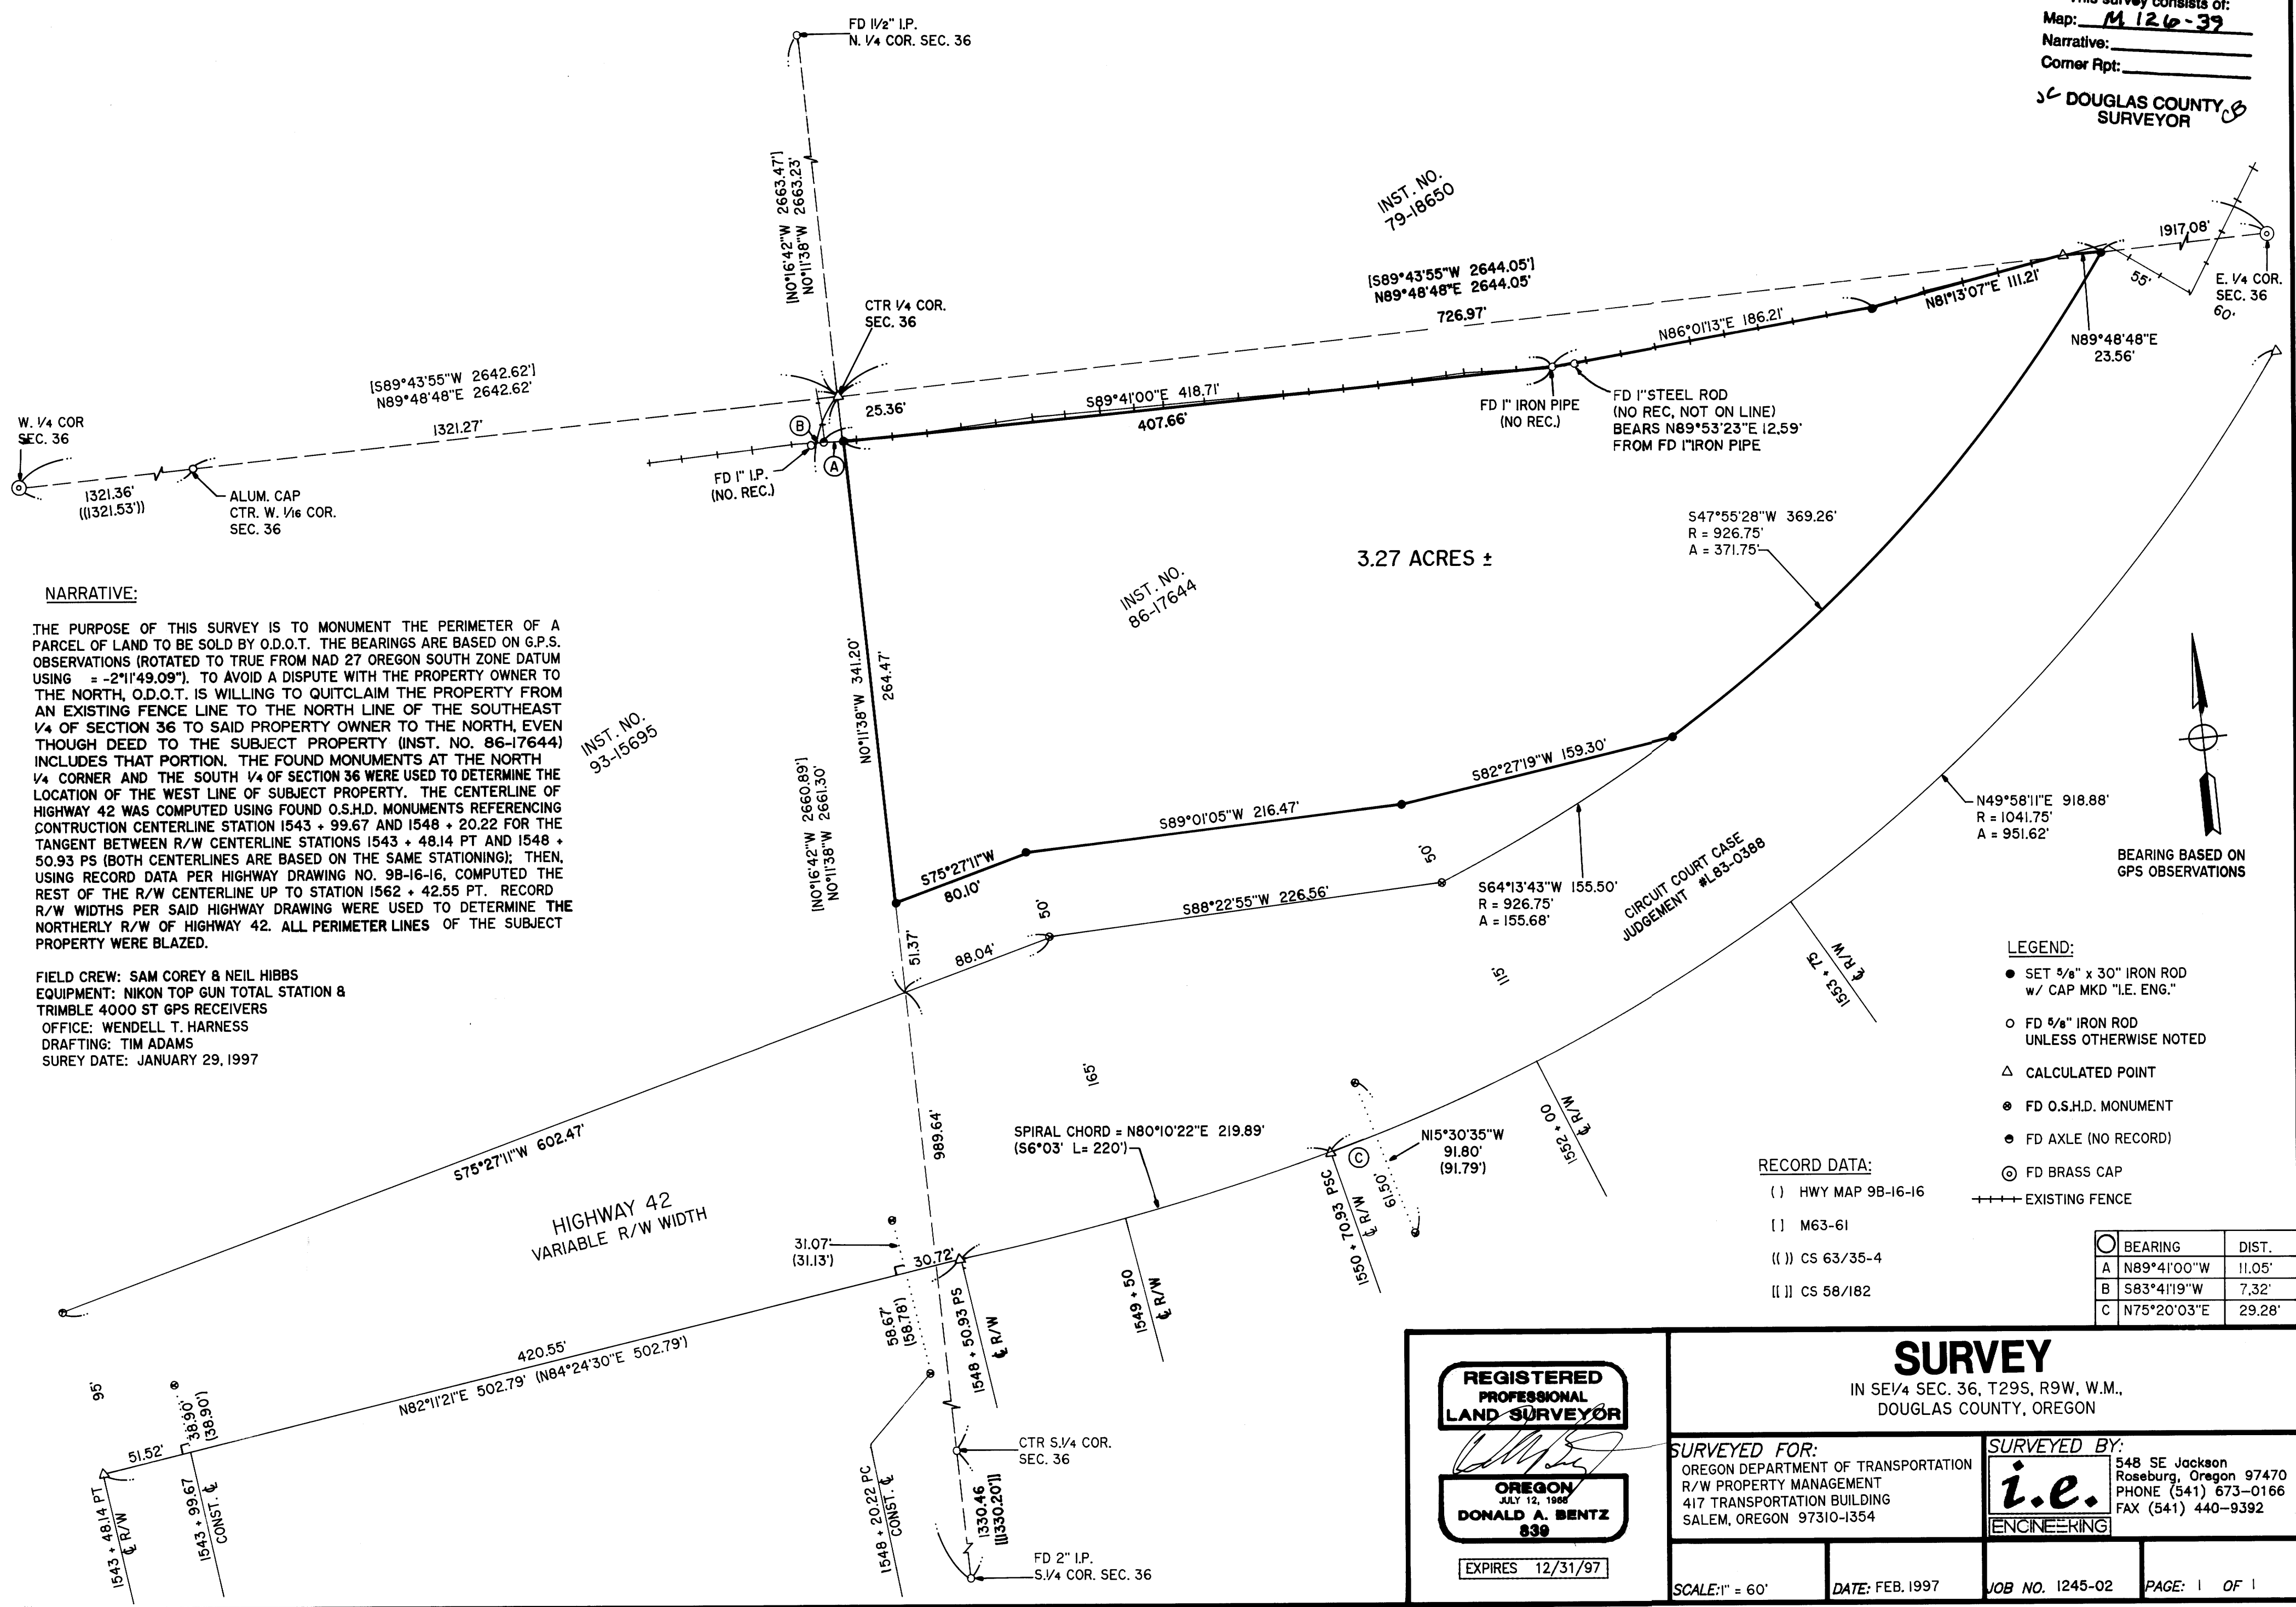 This survey consists of:
Map: M 126-39
Narrative:
Corner Rpt:
DOUGLAS COUNTY
SURVEYOR
FD 1 1/2" I.P.
N. 1/4 COR. SEC. 36
[N0°16'42"W 2663.47']
N0°11'38"W 2663.23'
INST. NO.
79-18650
[S89°43'55"W 2644.05']
N89°48'48"E 2644.05'
726.97'
1917.08'
E. 1/4 COR.
SEC. 36
55'
60'
N89°48'48"E
23.56'
N81°13'07"E 111.21'
N86°01'13"E 186.21'
CTR 1/4 COR.
SEC. 36
25.36'
S89°41'00"E 418.71'
407.66'
FD 1" IRON PIPE
(NO REC.)
FD 1" STEEL ROD
(NO REC, NOT ON LINE)
BEARS N89°53'23"E 12.59'
FROM FD 1" IRON PIPE
[S89°43'55"W 2642.62']
N89°48'48"E 2642.62'
1321.27'
W. 1/4 COR
SEC. 36
1321.36'
((1321.53'))
ALUM. CAP
CTR. W. 1/16 COR.
SEC. 36
B
A
FD 1" I.P.
(NO. REC.)
S47°55'28"W 369.26'
R = 926.75'
A = 371.75'
3.27 ACRES ±
INST. NO.
86-17644
NARRATIVE:
THE PURPOSE OF THIS SURVEY IS TO MONUMENT THE PERIMETER OF A
PARCEL OF LAND TO BE SOLD BY O.D.O.T. THE BEARINGS ARE BASED ON G.P.S.
OBSERVATIONS (ROTATED TO TRUE FROM NAD 27 OREGON SOUTH ZONE DATUM
USING = -2°11'49.09"). TO AVOID A DISPUTE WITH THE PROPERTY OWNER TO
THE NORTH, O.D.O.T. IS WILLING TO QUITCLAIM THE PROPERTY FROM
AN EXISTING FENCE LINE TO THE NORTH LINE OF THE SOUTHEAST
1/4 OF SECTION 36 TO SAID PROPERTY OWNER TO THE NORTH, EVEN
THOUGH DEED TO THE SUBJECT PROPERTY (INST. NO. 86-17644)
INCLUDES THAT PORTION. THE FOUND MONUMENTS AT THE NORTH
1/4 CORNER AND THE SOUTH 1/4 OF SECTION 36 WERE USED TO DETERMINE THE
LOCATION OF THE WEST LINE OF SUBJECT PROPERTY. THE CENTERLINE OF
HIGHWAY 42 WAS COMPUTED USING FOUND O.S.H.D. MONUMENTS REFERENCING
CONTRUCTION CENTERLINE STATION 1543 + 99.67 AND 1548 + 20.22 FOR THE
TANGENT BETWEEN R/W CENTERLINE STATIONS 1543 + 48.14 PT AND 1548 +
50.93 PS (BOTH CENTERLINES ARE BASED ON THE SAME STATIONING); THEN,
USING RECORD DATA PER HIGHWAY DRAWING NO. 9B-16-16, COMPUTED THE
REST OF THE R/W CENTERLINE UP TO STATION 1562 + 42.55 PT. RECORD
R/W WIDTHS PER SAID HIGHWAY DRAWING WERE USED TO DETERMINE THE
NORTHERLY R/W OF HIGHWAY 42. ALL PERIMETER LINES OF THE SUBJECT
PROPERTY WERE BLAZED.
FIELD CREW: SAM COREY & NEIL HIBBS
EQUIPMENT: NIKON TOP GUN TOTAL STATION &
TRIMBLE 4000 ST GPS RECEIVERS
OFFICE: WENDELL T. HARNESS
DRAFTING: TIM ADAMS
SUREY DATE: JANUARY 29, 1997
INST. NO.
93-15695
N0°11'38"W 341.20'
264.47'
[N0°16'42"W 2660.89']
N0°11'38"W 2661.30'
S75°27'11"W
80.10'
S89°01'05"W 216.47'
S82°27'19"W 159.30'
51.37'
88.04'
50'
S88°22'55"W 226.56'
50'
S64°13'43"W 155.50'
R = 926.75'
A = 155.68'
CIRCUIT COURT CASE
JUDGEMENT #L83-0388
N49°58'11"E 918.88'
R = 1041.75'
A = 951.62'
BEARING BASED ON
GPS OBSERVATIONS
115'
165'
1553 + 75
℄ R/W
1552 + 00
℄ R/W
LEGEND:
SET 5/8" x 30" IRON ROD
w/ CAP MKD "I.E. ENG."
FD 5/8" IRON ROD
UNLESS OTHERWISE NOTED
CALCULATED POINT
FD O.S.H.D. MONUMENT
FD AXLE (NO RECORD)
FD BRASS CAP
EXISTING FENCE
RECORD DATA:
( ) HWY MAP 9B-16-16
[ ] M63-61
(( )) CS 63/35-4
[[ ]] CS 58/182
BEARING DIST.
A N89°41'00"W 11.05'
B S83°41'19"W 7.32'
C N75°20'03"E 29.28'
S75°27'11"W 602.47'
HIGHWAY 42
VARIABLE R/W WIDTH
989.64'
SPIRAL CHORD = N80°10'22"E 219.89'
(S6°03' L= 220')
C
N15°30'35"W
91.80'
(91.79')
61.50'
1550 + 70.93 PSC
℄ R/W
31.07'
(31.13')
30.72'
58.67'
(58.78')
1548 + 50.93 PS
℄ R/W
1549 + 50
℄ R/W
420.55'
N82°11'21"E 502.79' (N84°24'30"E 502.79')
95'
51.52'
38.90'
(38.90')
1543 + 48.14 PT
℄ R/W
1543 + 99.67
CONST. ℄
1548 + 20.22 PC
CONST. ℄
CTR S.1/4 COR.
SEC. 36
1330.46
[[1330.20']]
FD 2" I.P.
S.1/4 COR. SEC. 36
REGISTERED
PROFESSIONAL
LAND SURVEYOR
OREGON
JULY 12, 1968
DONALD A. BENTZ
839
EXPIRES 12/31/97
SURVEY
IN SE1/4 SEC. 36, T29S, R9W, W.M.,
DOUGLAS COUNTY, OREGON
SURVEYED FOR:
OREGON DEPARTMENT OF TRANSPORTATION
R/W PROPERTY MANAGEMENT
417 TRANSPORTATION BUILDING
SALEM, OREGON 97310-1354
SURVEYED BY:
i.e.
ENGINEERING
548 SE Jackson
Roseburg, Oregon 97470
PHONE (541) 673-0166
FAX (541) 440-9392
SCALE: 1" = 60'
DATE: FEB. 1997
JOB NO. 1245-02
PAGE: 1 OF 1